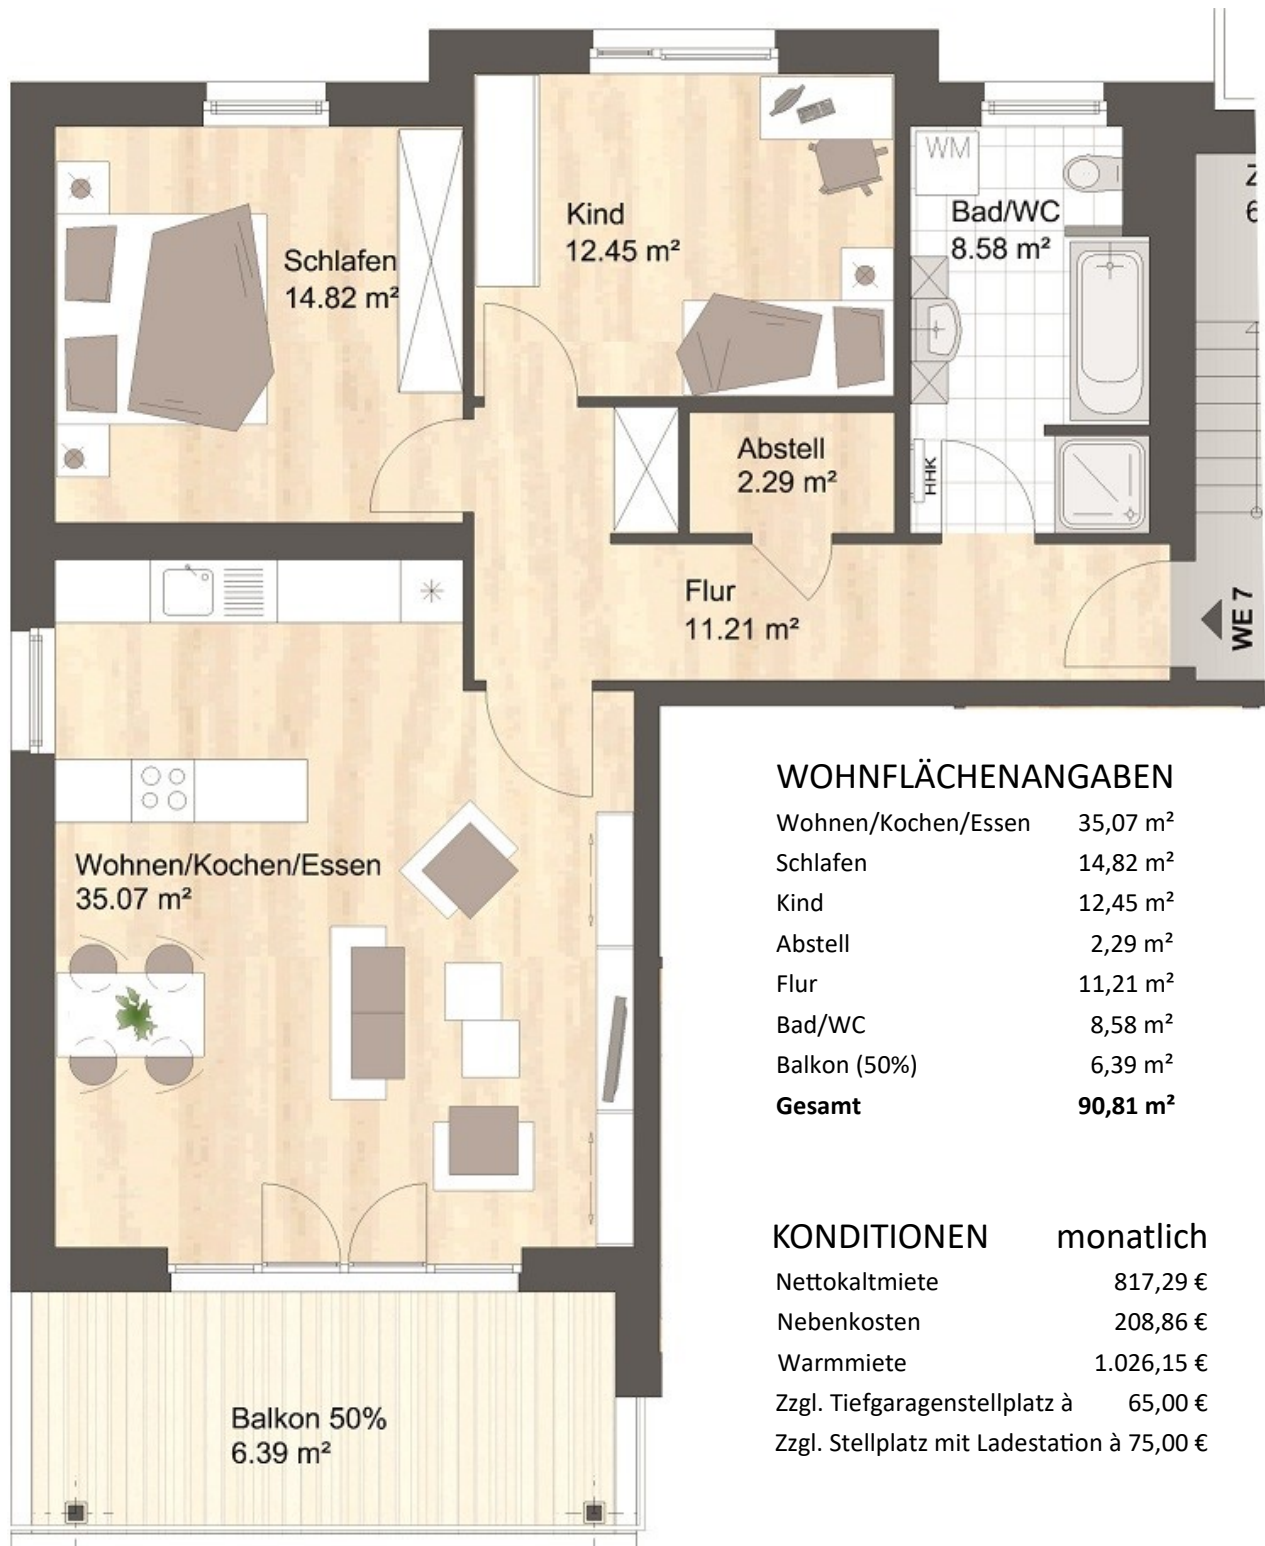 Schlafen
14.82 m²
Kind
12.45 m²
WM
Bad/WC
8.58 m²
Abstell
2.29 m²
HHK
Flur
11.21 m²
WE 7
Wohnen/Kochen/Essen
35.07 m²
Balkon 50%
6.39 m²
WOHNFLÄCHENANGABEN
Wohnen/Kochen/Essen 35,07 m²
Schlafen 14,82 m²
Kind 12,45 m²
Abstell 2,29 m²
Flur 11,21 m²
Bad/WC 8,58 m²
Balkon (50%) 6,39 m²
Gesamt 90,81 m²
KONDITIONEN monatlich
Nettokaltmiete 817,29 €
Nebenkosten 208,86 €
Warmmiete 1.026,15 €
Zzgl. Tiefgaragenstellplatz à 65,00 €
Zzgl. Stellplatz mit Ladestation à 75,00 €